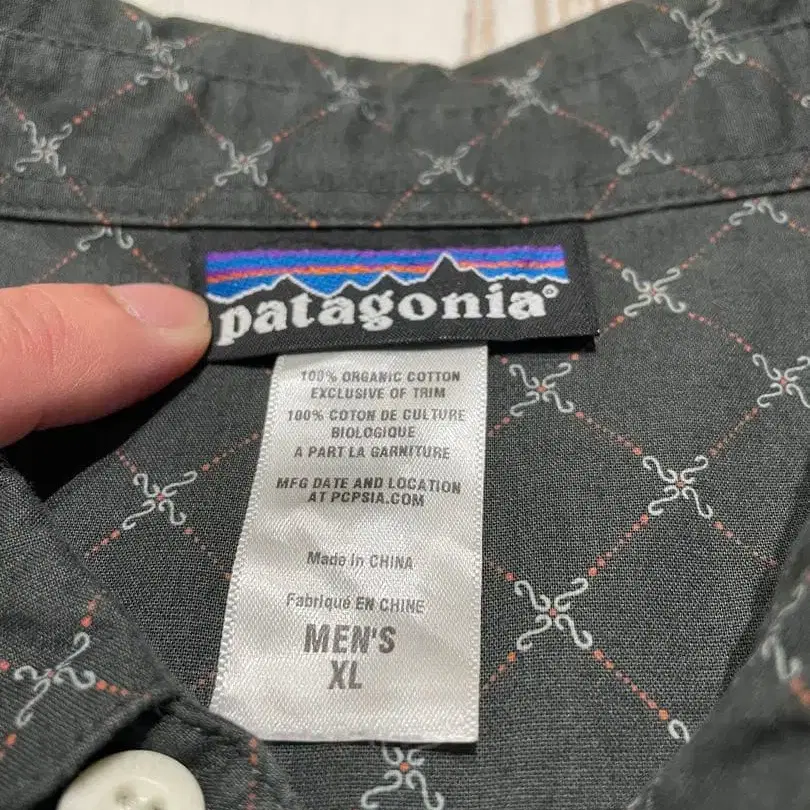 patagonia®
100% ORGANIC COTTON
EXCLUSIVE OF TRIM
100% COTON DE CULTURE
BIOLOGIQUE
A PART LA GARNITURE
MFG DATE AND LOCATION
AT PCPSIA.COM
Made in CHINA
Fabriqué EN CHINE
MEN'S
XL